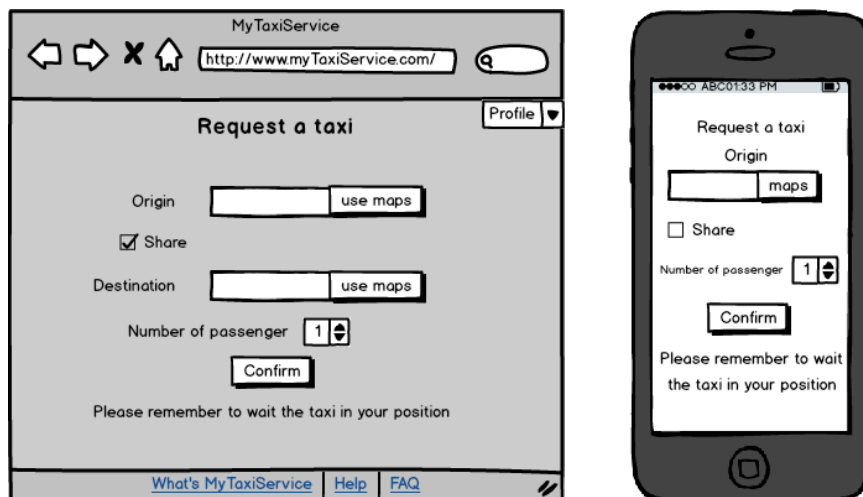 MyTaxiService
http://www.myTaxiService.com/
Profile
Request a taxi
Origin
use maps
Share
Destination
use maps
Number of passenger 1
Confirm
Please remember to wait the taxi in your position
What's MyTaxiService Help FAQ
ABC01:33 PM
Request a taxi
Origin
maps
Share
Number of passenger 1
Confirm
Please remember to wait
the taxi in your position